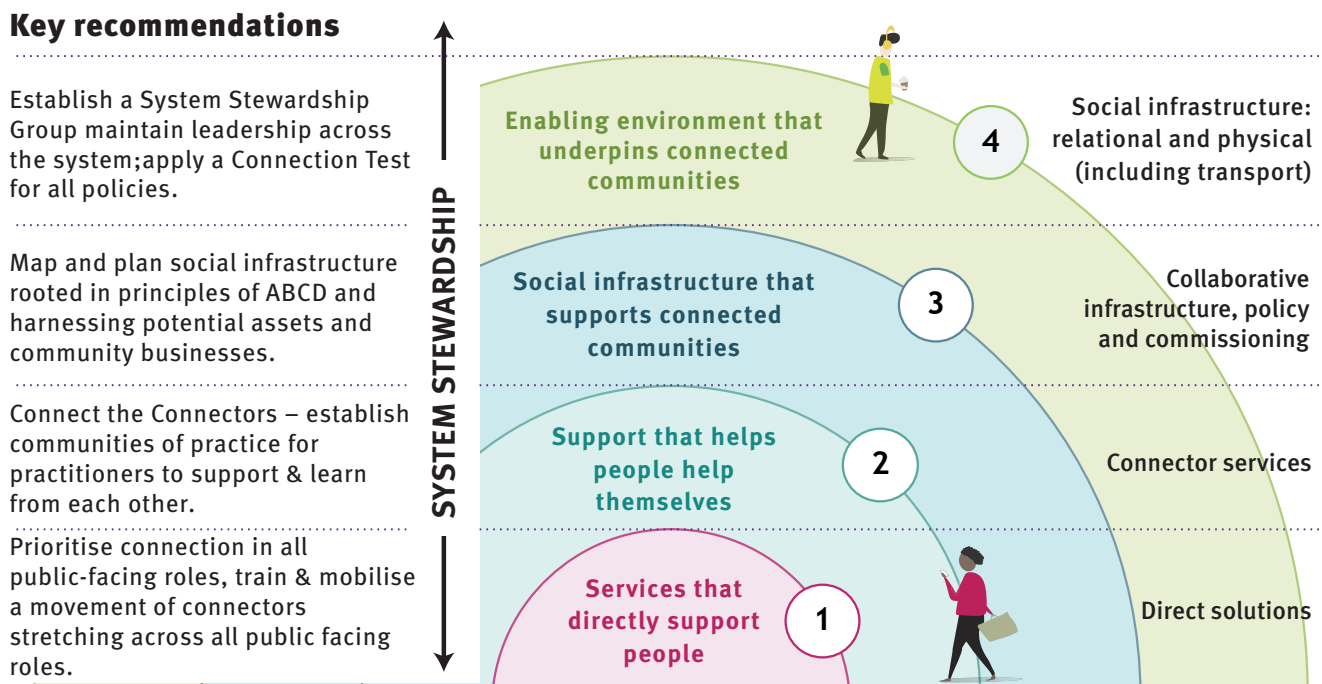 Key recommendations
Establish a System Stewardship
Group maintain leadership across
the system;apply a Connection Test
for all policies.
Map and plan social infrastructure
rooted in principles of ABCD and
harnessing potential assets and
community businesses.
Connect the Connectors – establish
communities of practice for
practitioners to support & learn
from each other.
Prioritise connection in all
public-facing roles, train & mobilise
a movement of connectors
stretching across all public facing
roles.
SYSTEM STEWARDSHIP
Enabling environment that
underpins connected
communities
4
Social infrastructure:
relational and physical
(including transport)
Social infrastructure that
supports connected
communities
3
Collaborative
infrastructure, policy
and commissioning
Support that helps
people help
themselves
2
Connector services
Services that
directly support
people
1
Direct solutions